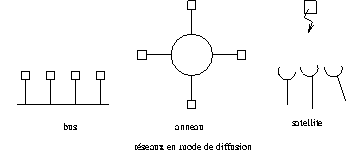 bus
anneau
satellite
réseaux en mode de diffusion